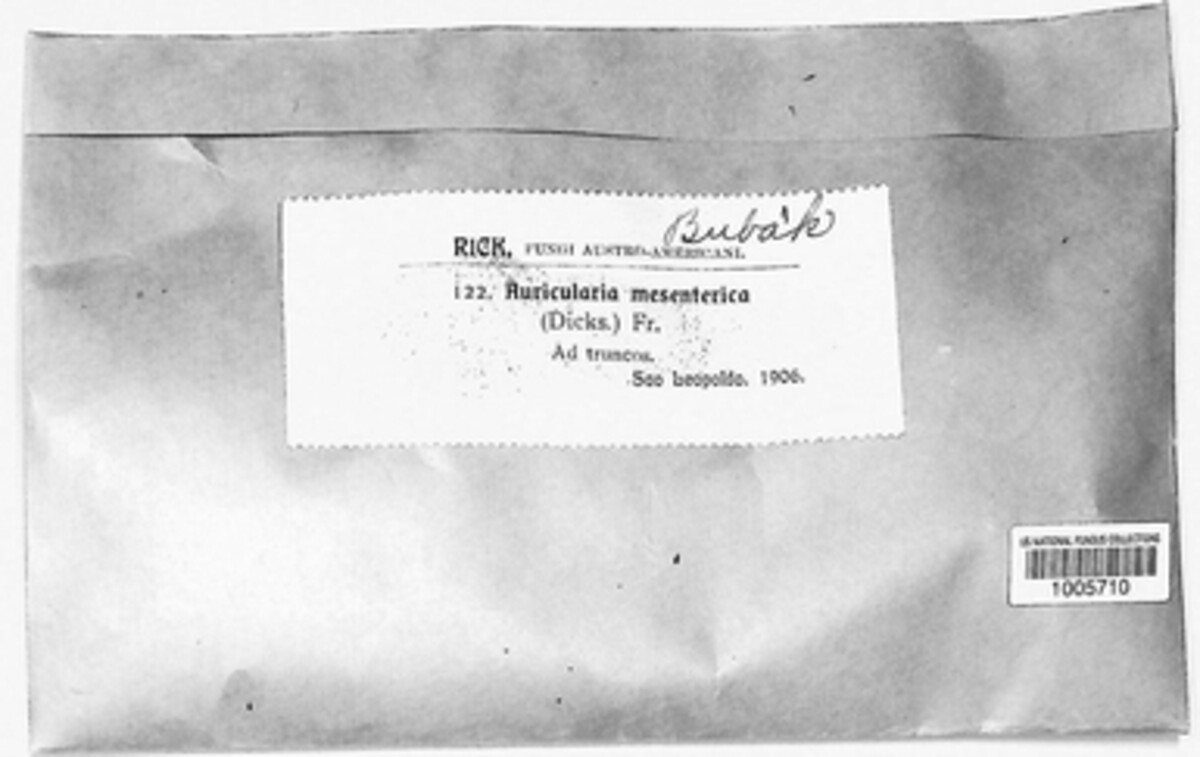 Bubák
RICK. FUNGI AUSTRO-AMERICANI.
122. Auricularia mesenterica
(Dicks.) Fr.
Ad truncos.
Sao Leopoldo. 1906.
US NATIONAL FUNGUS COLLECTIONS
1005710